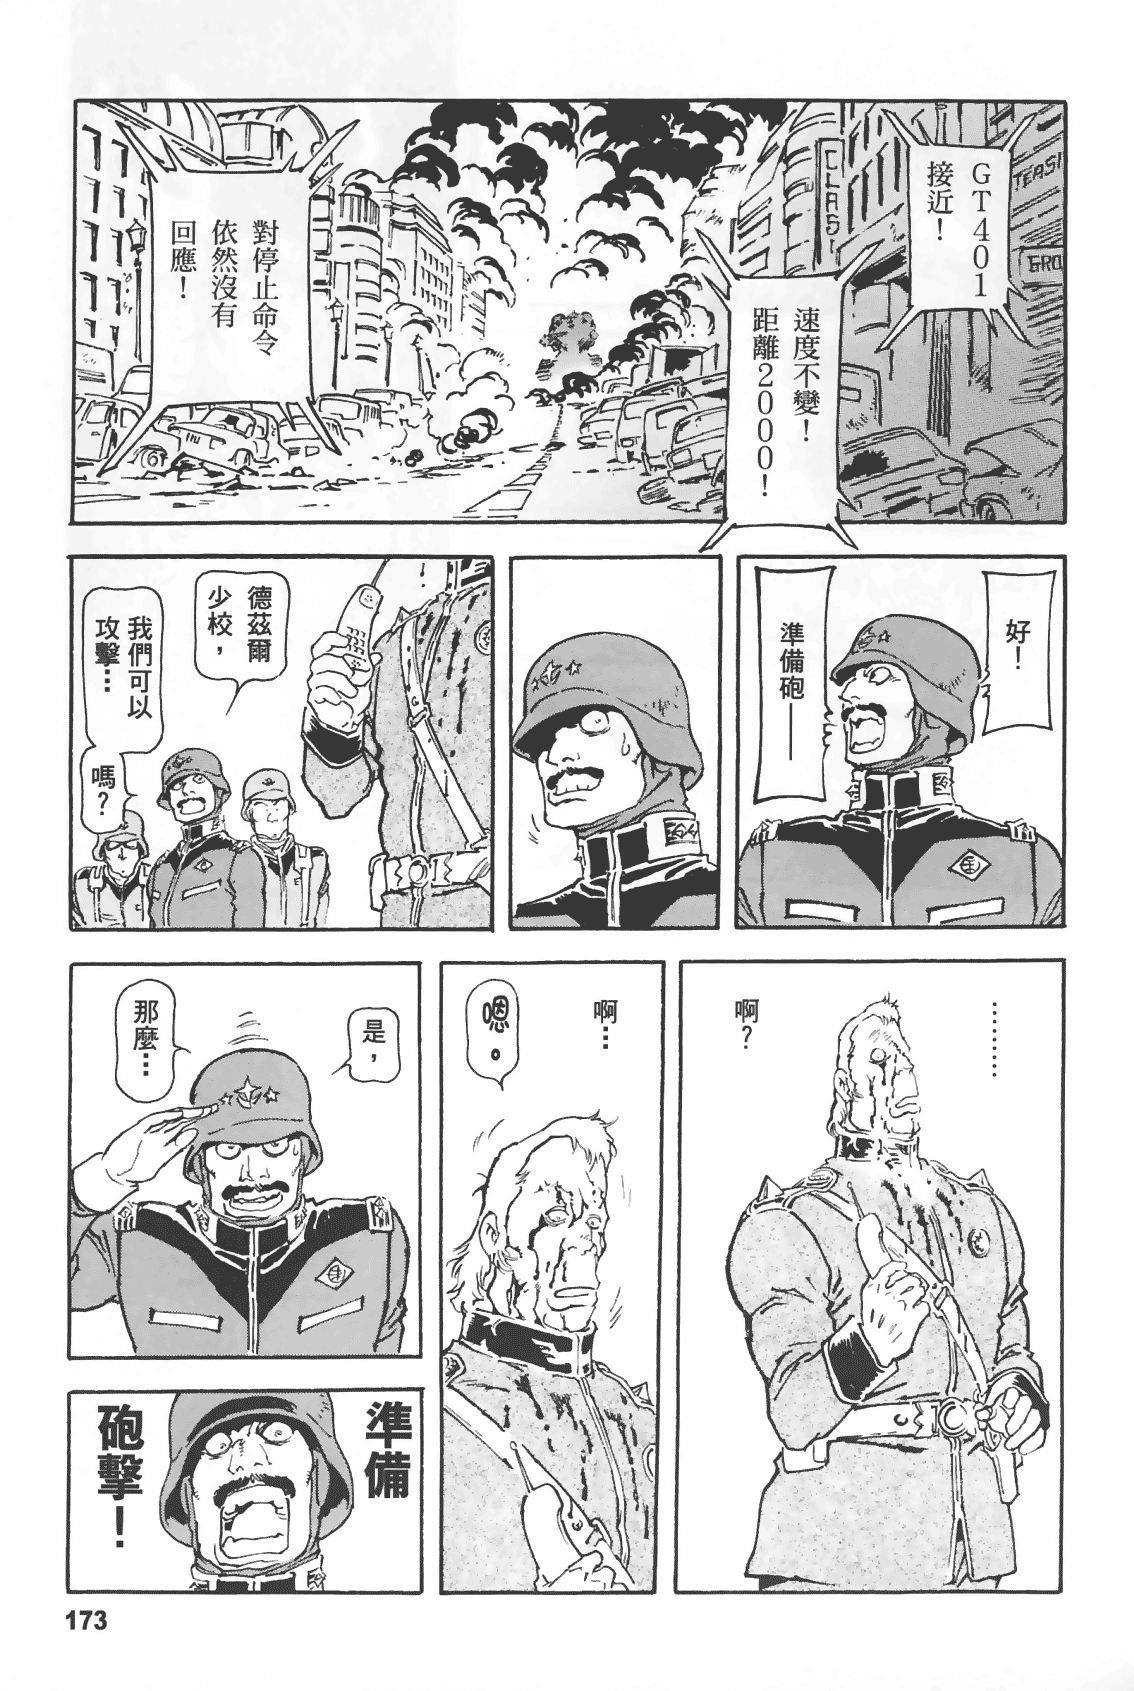 GT401
接近！
速度不變！
距離2000！
對停止命令
依然沒有
回應！
CLAS
TEASI
GRO
好！
準備砲——
德茲爾
少校，
我們可以
攻擊…
嗎？
………
啊？
啊…
嗯。
是，
那麼…
準備
砲擊！
173